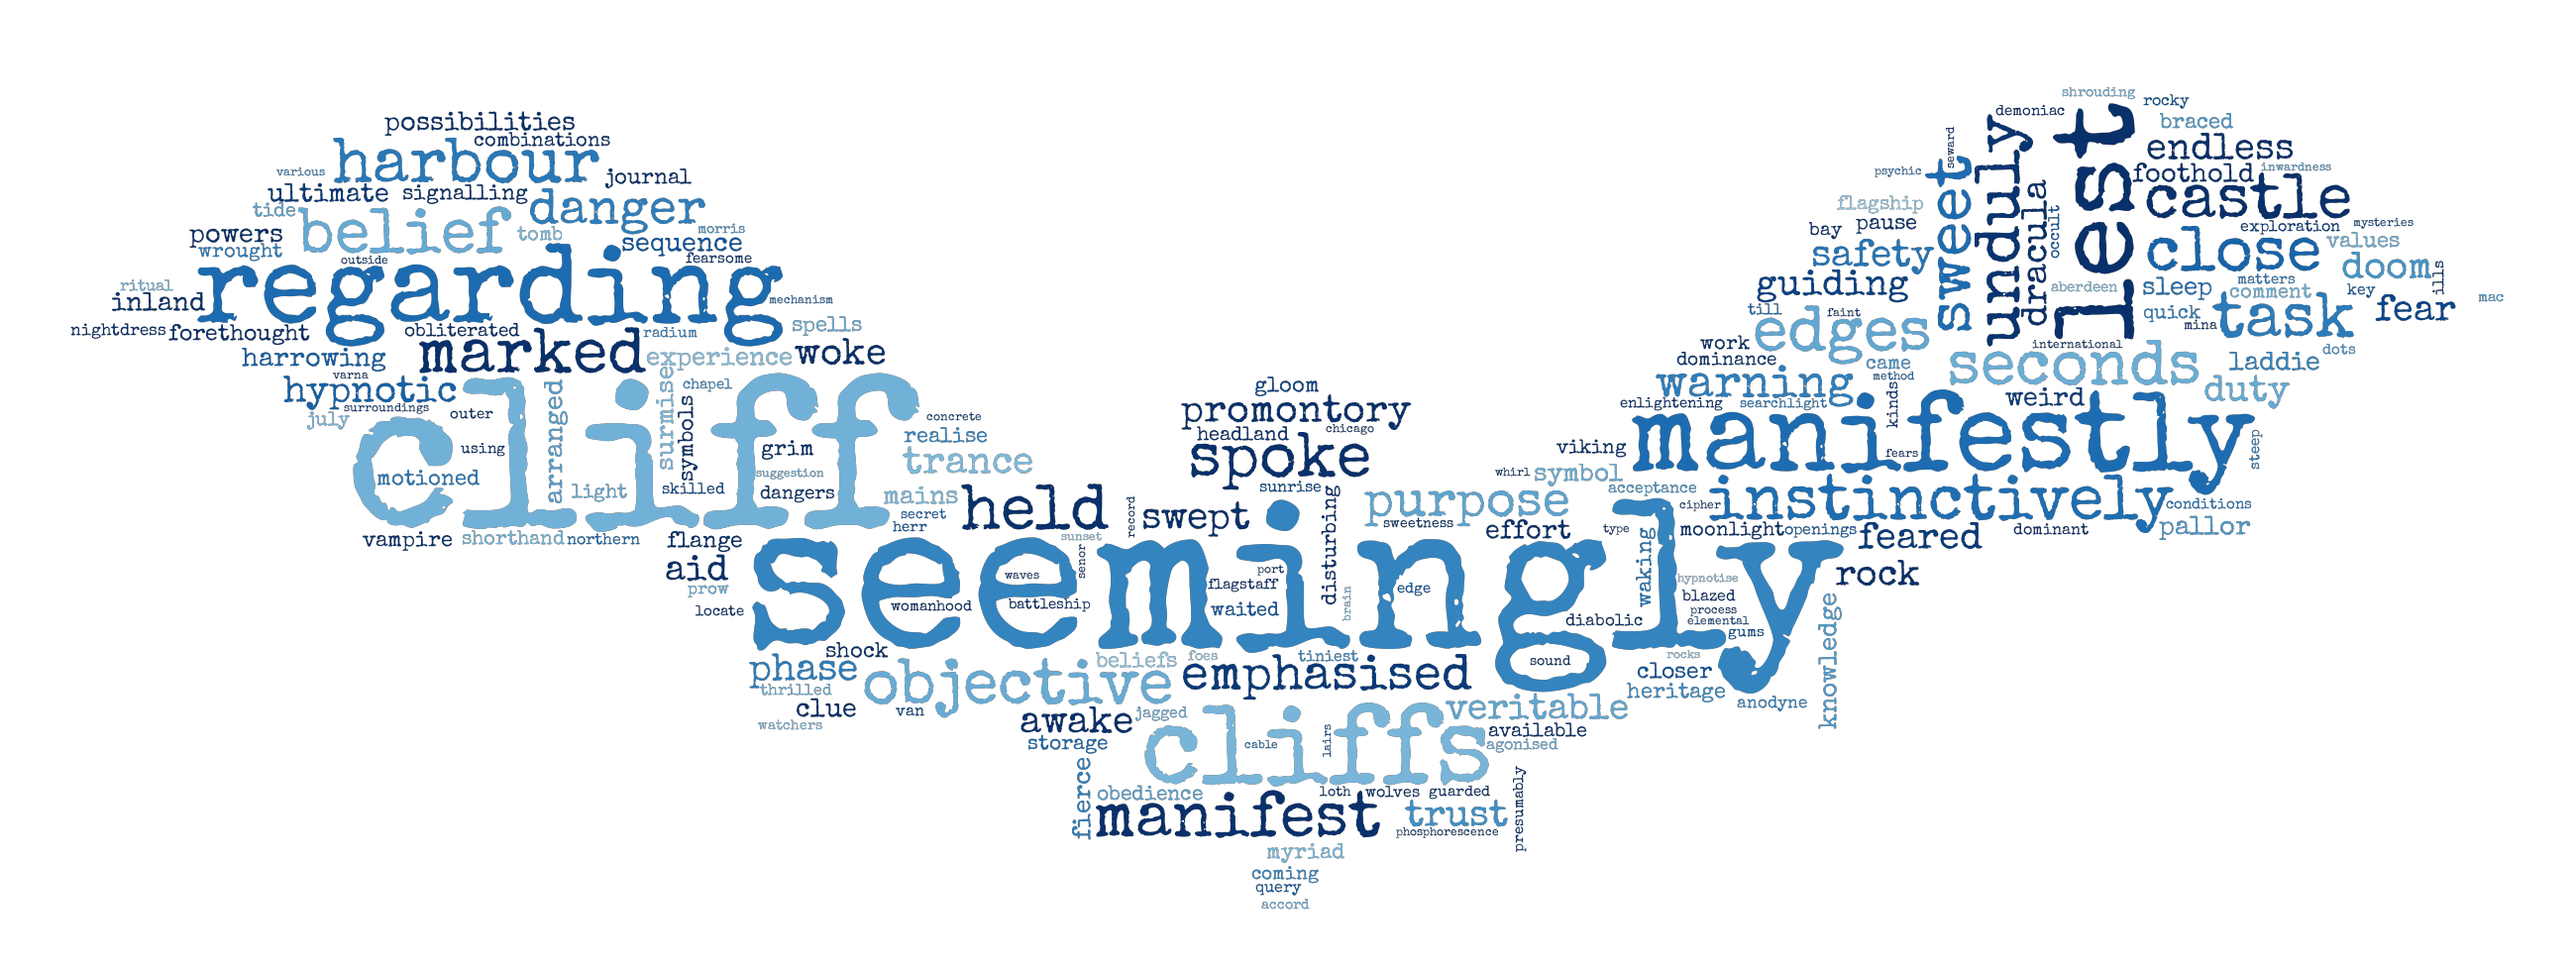 shrouding
demoniac
rocky
possibilities
braced
combinations
lest
undully
endless
harbour
seward
various
journal
psychic
sweet
foothold
inwardness
ultimate
signalling
castle
tide
belief
danger
flagship
dracula
occult
powers
tomb
morris
bay
pause
exploration
mysteries
wrought
sequence
safety
close
values
outside
fearsome
doom
regarding
ritual
guiding
matters
ills
inland
mechanism
aberdeen
sleep
comment
key
mac
nightdress
forethought
obliterated
radium
spells
till
faint
quick
mina
task
fear
harrowing
marked
experience
woke
edges
work
international
dots
varna
dominance
came
seconds
laddie
hypnotic
chapel
gloom
warning
method
weird
duty
surroundings
outer
arranged
surmise
symbols
promontory
enlightening
searchlight
kinds
july
cliff
concrete
headland
chicago
manifestly
using
grim
realise
spoke
viking
fears
steep
motioned
suggestion
trance
whirl
symbol
light
skilled
dangers
mains
sunrise
disturbing
purpose
acceptance
instinctively
conditions
secret
held
record
swept
sweetness
cipher
vampire
shorthand
northern
herr
flange
sunset
effort
type
moonlight
openings
feared
dominant
pallor
aid
seemingly
waves
senor
port
waking
hypnotise
rock
prow
flagstaff
edge
brain
blazed
locate
womanhood
battleship
waited
diabolic
process
elemental
gums
knowledge
shock
phase
beliefs
foes
tiniest
sound
rocks
thrilled
objective
emphasised
closer
heritage
clue
van
awake
jagged
veritable
anodyne
watchers
storage
cliffs
cable
lairs
available
agonised
fierce
obedience
loth
wolves
guarded
presumably
manifest
trust
phosphorescence
myriad
coming
query
accord